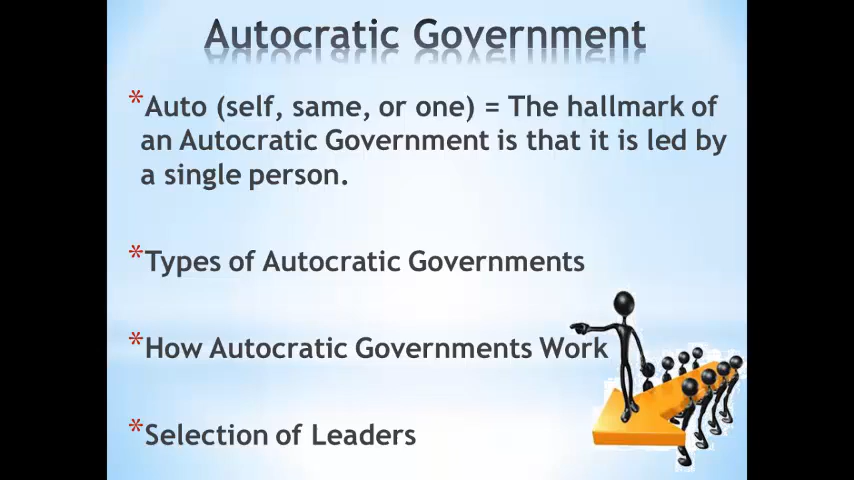 Autocratic Government
*Auto (self, same, or one) = The hallmark of
an Autocratic Government is that it is led by
a single person.
*Types of Autocratic Governments
*How Autocratic Governments Work
*Selection of Leaders